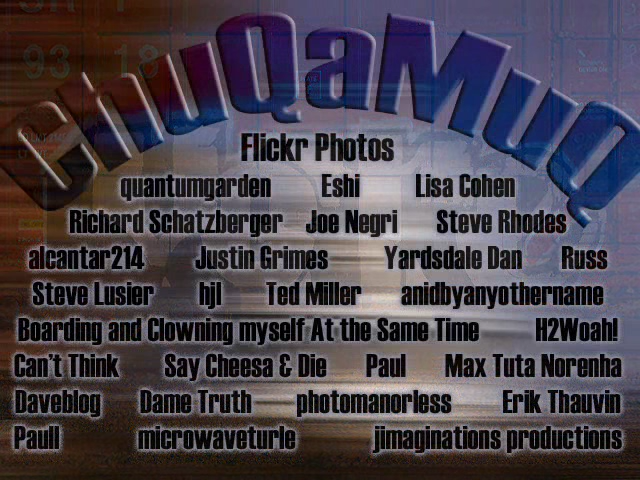 ChuQaMuQ
Flickr Photos
quantumgarden Eshi Lisa Cohen
Richard Schatzberger Joe Negri Steve Rhodes
alcantar214 Justin Grimes Yardsdale Dan Russ
Steve Lusier hjl Ted Miller anidbyanyothername
Boarding and Clowning myself At the Same Time H2Woah!
Can't Think Say Cheesa & Die Paul Max Tuta Norenha
Daveblog Dame Truth photomanorless Erik Thauvin
Paull microwaveturle jimaginations productions